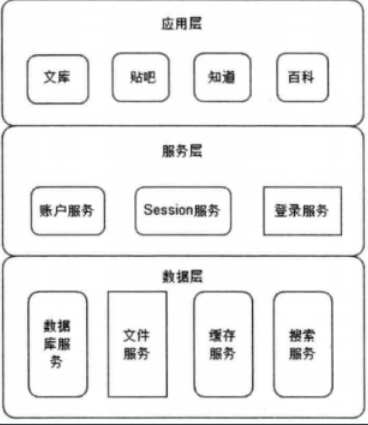 应用层
文库 贴吧 知道 百科
服务层
账户服务 Session服务 登录服务
数据层
数据
库服
务
文件
服务
缓存
服务
搜索
服务